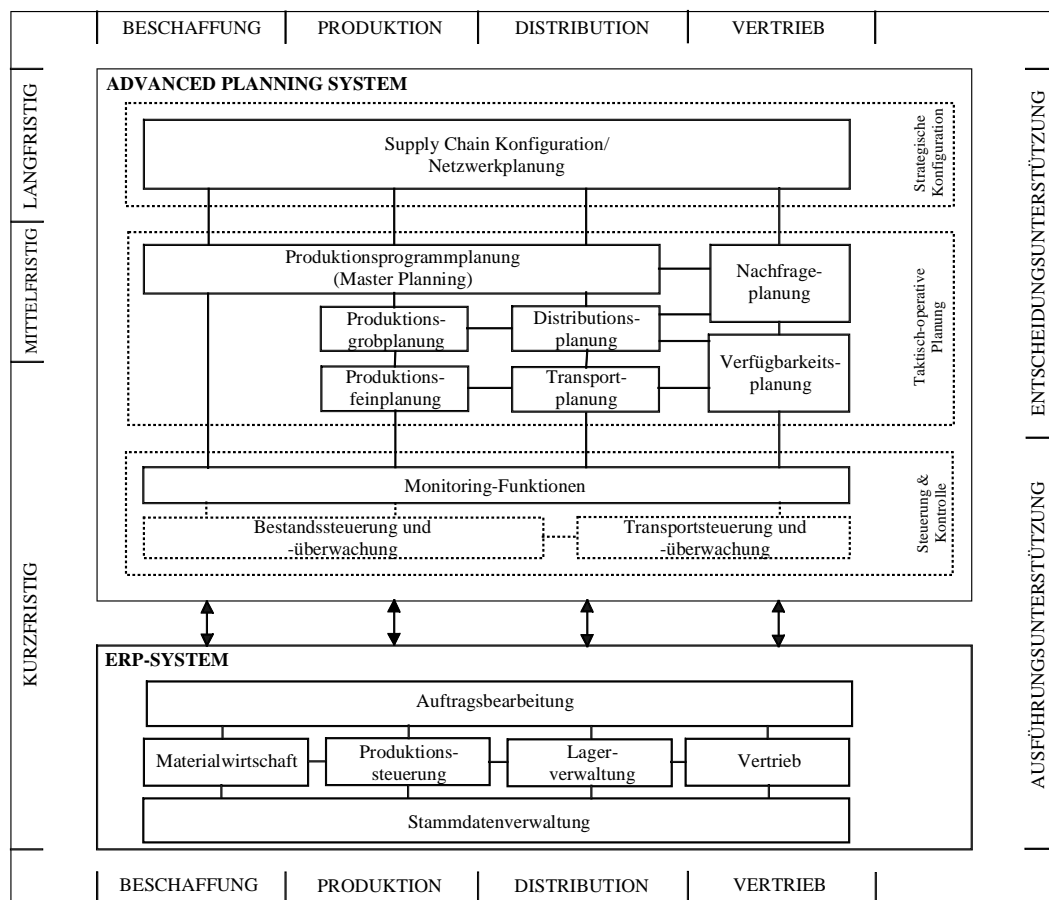 BESCHAFFUNG
PRODUKTION
DISTRIBUTION
VERTRIEB
LANGFRISTIG
MITTELFRISTIG
KURZFRISTIG
ADVANCED PLANNING SYSTEM
Supply Chain Konfiguration/
Netzwerkplanung
Strategische
Konfiguration
Produktionsprogrammplanung
(Master Planning)
Nachfrage-
planung
Produktions-
grobplanung
Distributions-
planung
Verfügbarkeits-
planung
Produktions-
feinplanung
Transport-
planung
Taktisch-operative
Planung
Monitoring-Funktionen
Bestandssteuerung und
-überwachung
Transportsteuerung und
-überwachung
Steuerung &
Kontrolle
ERP-SYSTEM
Auftragsbearbeitung
Materialwirtschaft
Produktions-
steuerung
Lager-
verwaltung
Vertrieb
Stammdatenverwaltung
ENTSCHEIDUNGSUNTERSTÜTZUNG
AUSFÜHRUNGSUNTERSTÜTZUNG
BESCHAFFUNG
PRODUKTION
DISTRIBUTION
VERTRIEB